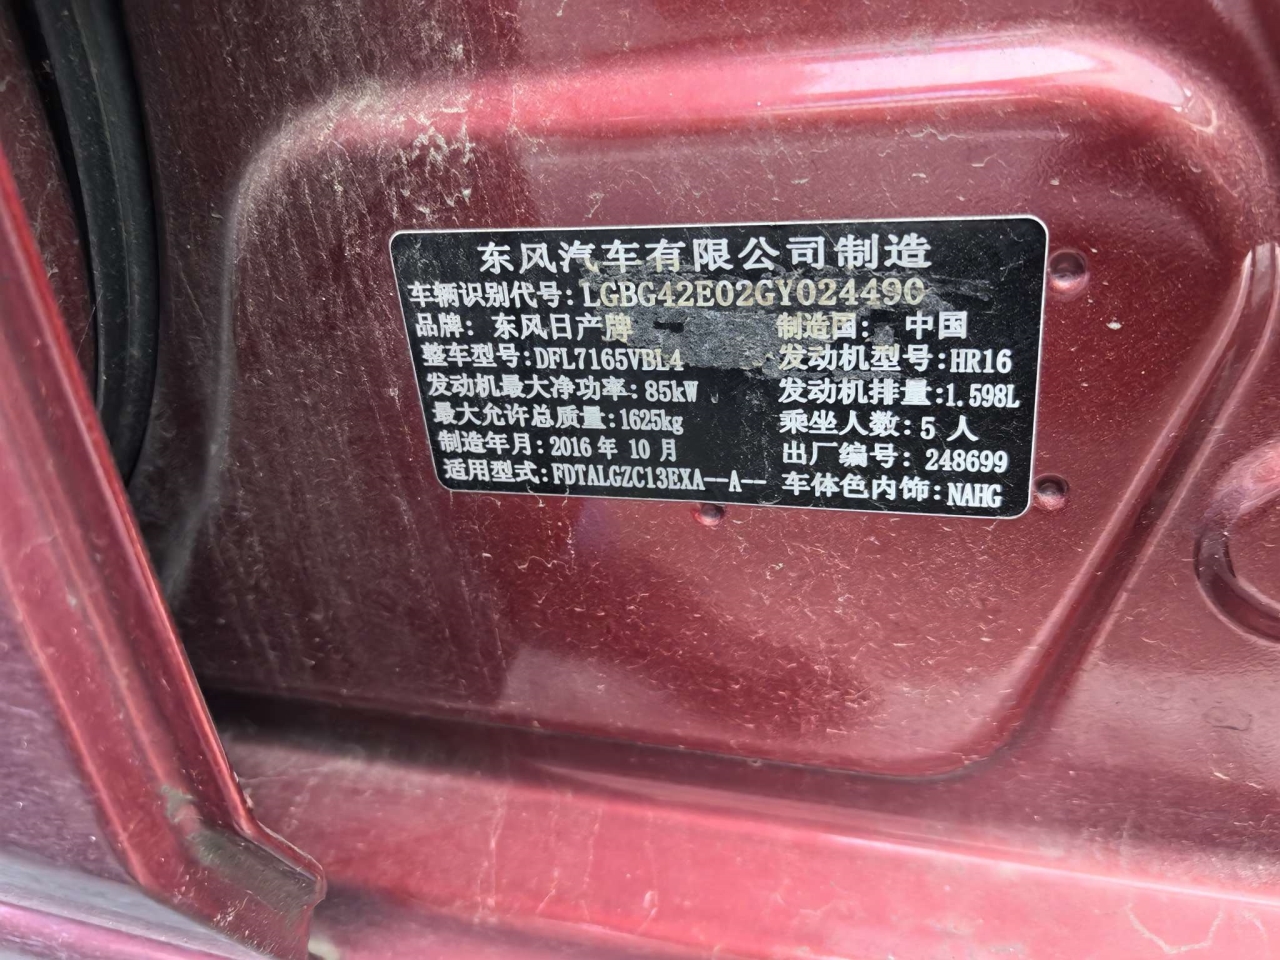 东风汽车有限公司制造
车辆识别代号:LGBG42E02GY024490
品牌: 东风日产牌 制造国: 中国
整车型号:DFL7165VBL4 发动机型号:HR16
发动机最大净功率:85kW 发动机排量:1.598L
最大允许总质量:1625kg 乘坐人数:5 人
制造年月:2016 年 10 月 出厂编号: 248699
适用型式:FDTALGZC13EXA--A-- 车体色内饰:NAHG